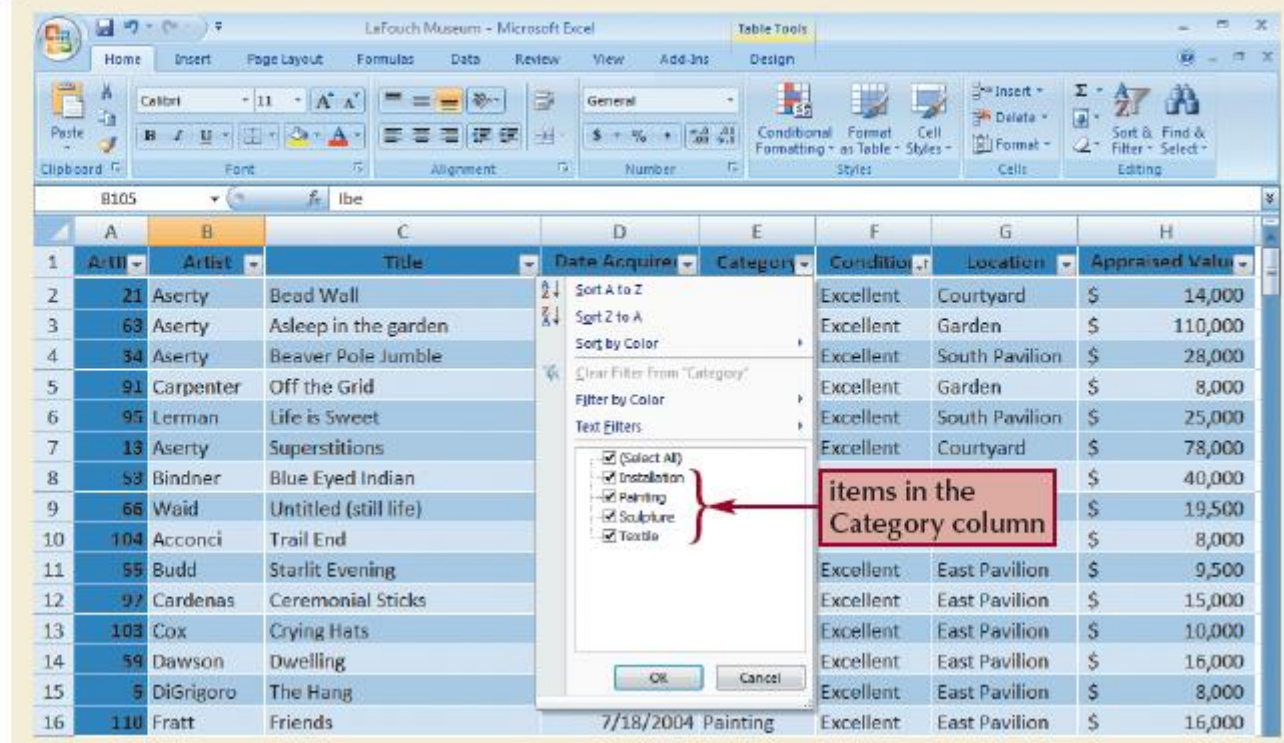 LeFouch Museum - Microsoft Excel Table Tools
Home Insert Page Layout Formulas Data Review View Add-Ins Design
Calibri 11 A A General
Paste B I U A $ % , Conditional Formatting Format as Table Cell Styles Insert Delete Format Σ Sort & Filter Find & Select
Clipboard Font Alignment Number Styles Cells Editing
B105 fx Ibe
A B C D E F G H
1 Artist Title Date Acquired Category Condition Location Appraised Value
2 21 Aserty Bead Wall Excellent Courtyard $ 14,000
3 63 Aserty Asleep in the garden Excellent Garden $ 110,000
4 34 Aserty Beaver Pole Jumble Excellent South Pavilion $ 28,000
5 91 Carpenter Off the Grid Excellent Garden $ 8,000
6 95 Lerman Life is Sweet Excellent South Pavilion $ 25,000
7 13 Aserty Superstitions Excellent Courtyard $ 78,000
8 53 Bindner Blue Eyed Indian $ 40,000
9 66 Waid Untitled (still life) $ 19,500
10 104 Acconci Trail End $ 8,000
11 55 Budd Starlit Evening Excellent East Pavilion $ 9,500
12 97 Cardenas Ceremonial Sticks Excellent East Pavilion $ 15,000
13 103 Cox Crying Hats Excellent East Pavilion $ 10,000
14 59 Dawson Dwelling Excellent East Pavilion $ 16,000
15 5 DiGrigoro The Hang Excellent East Pavilion $ 8,000
16 110 Fratt Friends 7/18/2004 Painting Excellent East Pavilion $ 16,000
Sort A to Z
Sort Z to A
Sort by Color
Clear Filter From "Category"
Filter by Color
Text Filters
(Select All)
Installation
Painting
Sculpture
Textile
OK Cancel
items in the
Category column